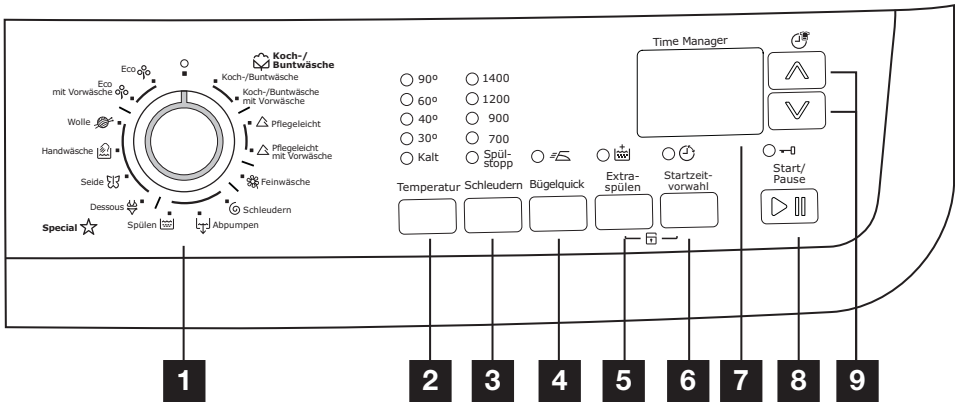 Koch-/
Buntwäsche
Eco
Koch-/Buntwäsche
Eco
mit Vorwäsche
Koch-/Buntwäsche
mit Vorwäsche
Wolle
Pflegeleicht
Handwäsche
Pflegeleicht
mit Vorwäsche
Seide
Feinwäsche
Dessous
Schleudern
Special
Spülen
Abpumpen
90º
60º
40º
30º
Kalt
1400
1200
900
700
Spül-
stopp
Temperatur
Schleudern
Bügelquick
Extra-
spülen
Startzeit-
vorwahl
Time Manager
Start/
Pause
1
2
3
4
5
6
7
8
9